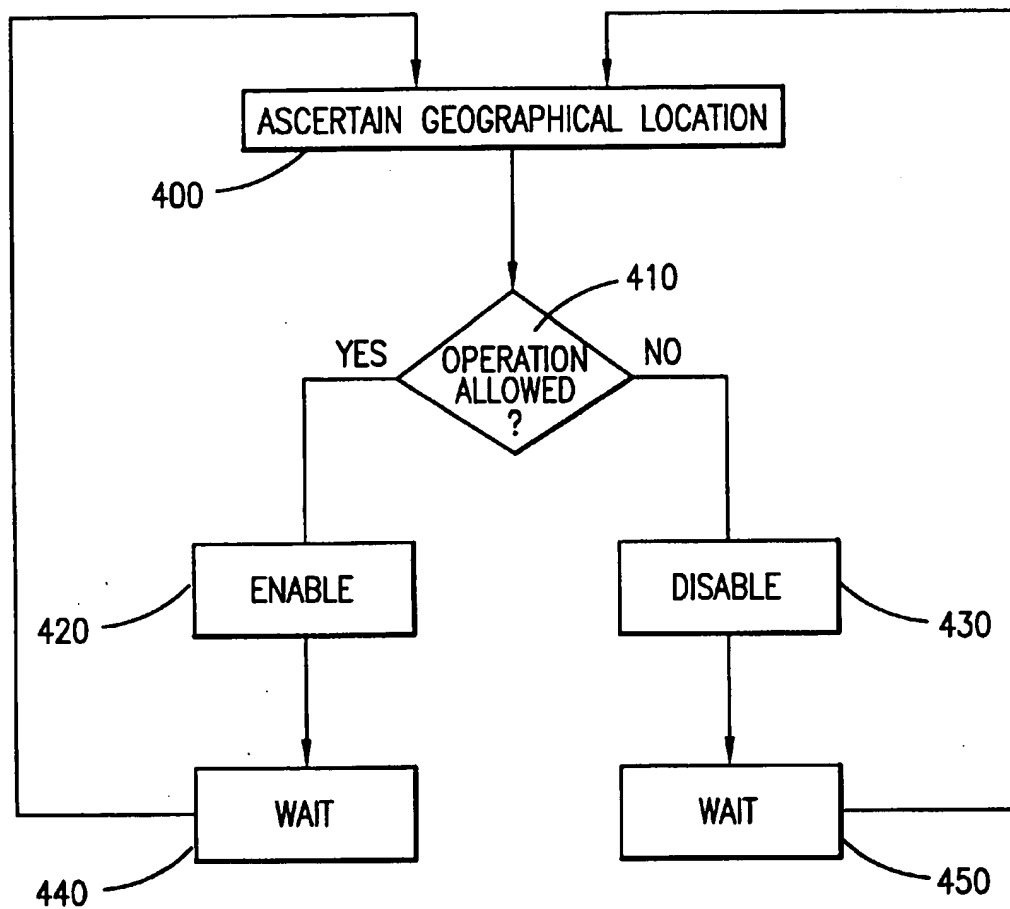 ASCERTAIN GEOGRAPHICAL LOCATION
400
410
YES
OPERATION
ALLOWED
?
NO
ENABLE
DISABLE
420
430
WAIT
WAIT
440
450